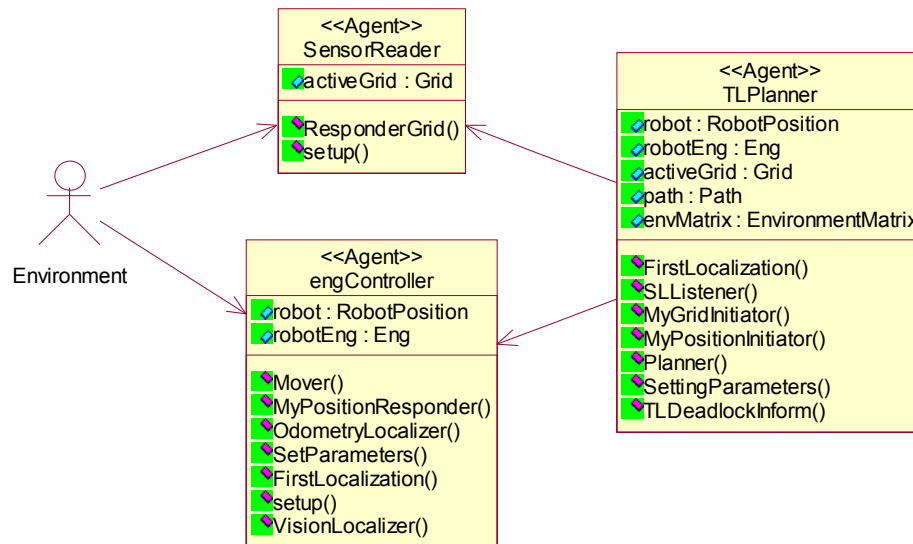 <<Agent>>
SensorReader
activeGrid : Grid
ResponderGrid()
setup()
<<Agent>>
TLPlanner
robot : RobotPosition
robotEng : Eng
activeGrid : Grid
path : Path
envMatrix : EnvironmentMatrix
FirstLocalization()
SLListener()
MyGridInitiator()
MyPositionInitiator()
Planner()
SettingParameters()
TLDeadlockInform()
Environment
<<Agent>>
engController
robot : RobotPosition
robotEng : Eng
Mover()
MyPositionResponder()
OdometryLocalizer()
SetParameters()
FirstLocalization()
setup()
VisionLocalizer()